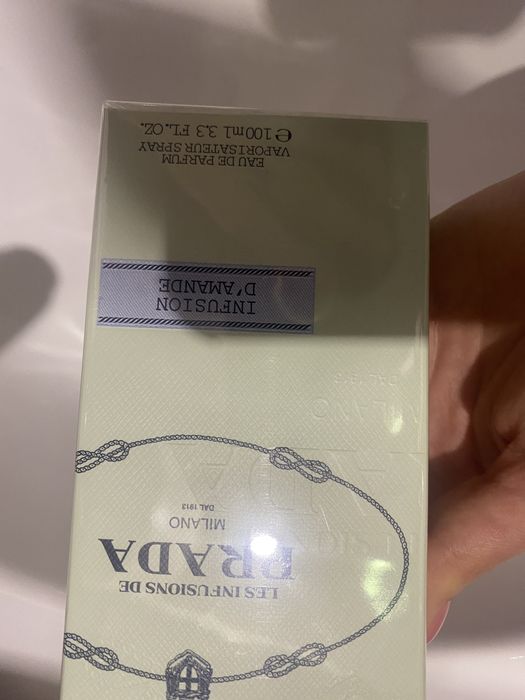 LES INFUSIONS DE
PRADA
MILANO
DAL 1913
INFUSION
D'AMANDE
EAU DE PARFUM
VAPORISATEUR SPRAY
℮100ml 3.3 FL.OZ.